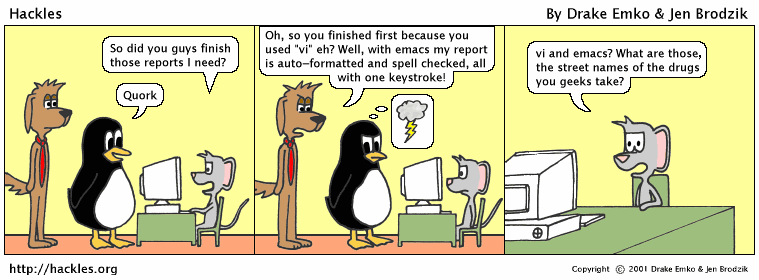 Hackles
By Drake Emko & Jen Brodzik
So did you guys finish
those reports I need?
Quork
Oh, so you finished first because you
used "vi" eh? Well, with emacs my report
is auto-formatted and spell checked, all
with one keystroke!
vi and emacs? What are those,
the street names of the drugs
you geeks take?
http://hackles.org
Copyright © 2001 Drake Emko & Jen Brodzik